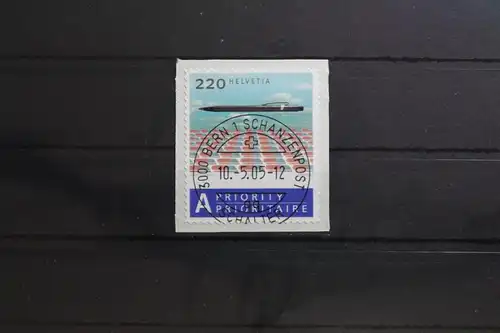 220 HELVETIA
3000 BERN 1 SCHANZENPOST
10.-5.05-12
A PRIORITY
PRIORITAIRE